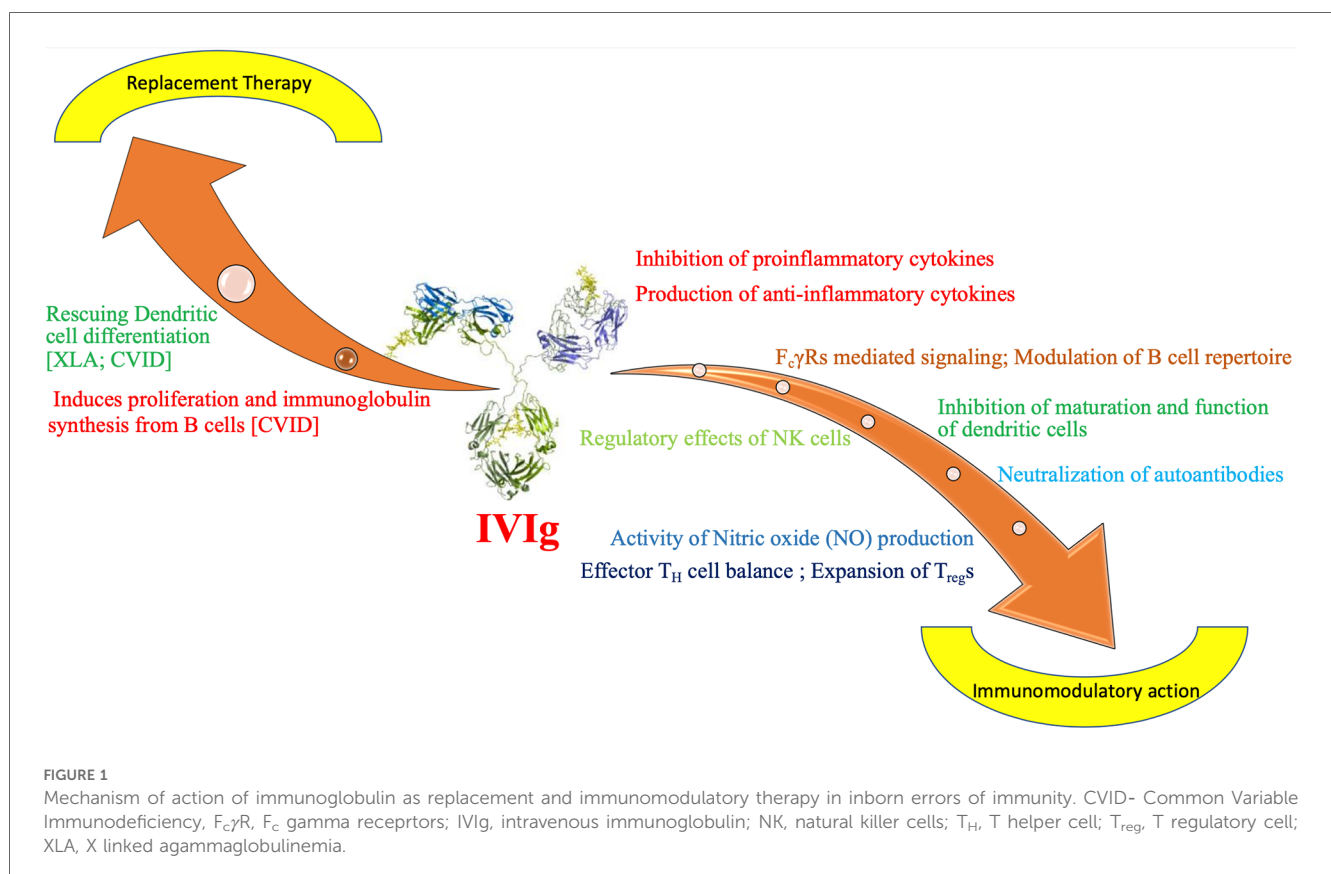 Replacement Therapy
Rescuing Dendritic
cell differentiation
[XLA; CVID]
Induces proliferation and immunoglobulin
synthesis from B cells [CVID]
IVIg
Inhibition of proinflammatory cytokines
Production of anti-inflammatory cytokines
FcγRs mediated signaling; Modulation of B cell repertoire
Inhibition of maturation and function
of dendritic cells
Regulatory effects of NK cells
Neutralization of autoantibodies
Activity of Nitric oxide (NO) production
Effector TH cell balance ; Expansion of Tregs
Immunomodulatory action
FIGURE 1
Mechanism of action of immunoglobulin as replacement and immunomodulatory therapy in inborn errors of immunity. CVID- Common Variable
Immunodeficiency, FcγR, Fc gamma receprtors; IVIg, intravenous immunoglobulin; NK, natural killer cells; TH, T helper cell; Treg, T regulatory cell;
XLA, X linked agammaglobulinemia.